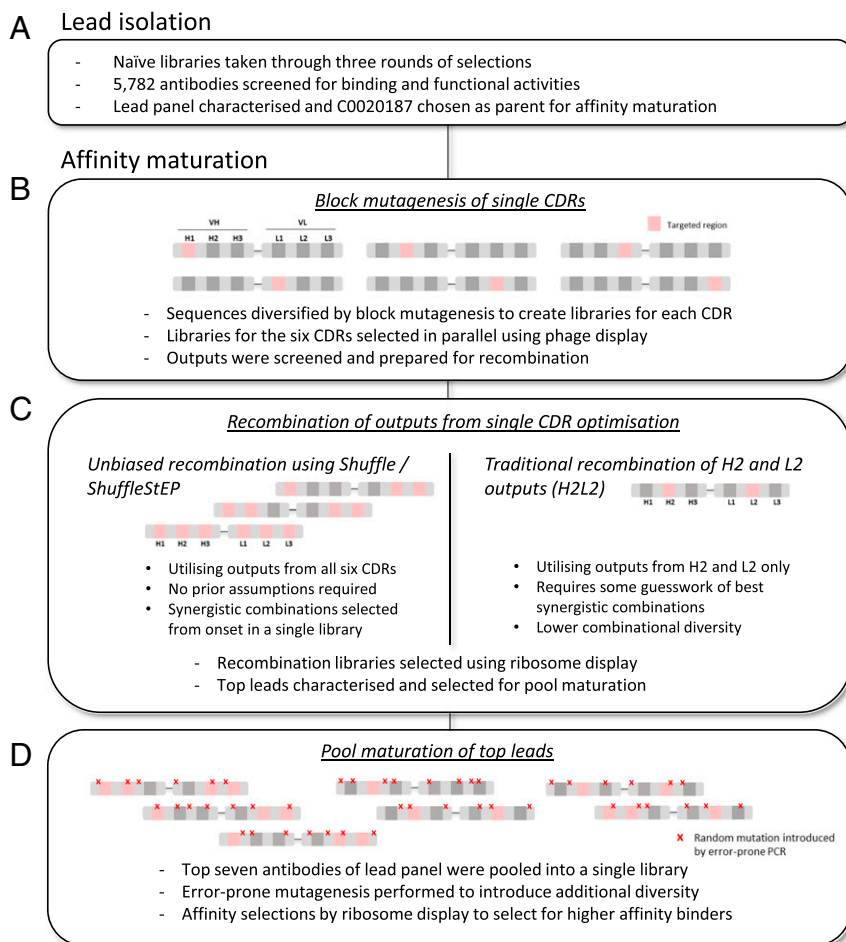 A
Lead isolation
- Naïve libraries taken through three rounds of selections
- 5,782 antibodies screened for binding and functional activities
- Lead panel characterised and C0020187 chosen as parent for affinity maturation
Affinity maturation
B
Block mutagenesis of single CDRs
VH VL
H1 H2 H3 L1 L2 L3
Targeted region
- Sequences diversified by block mutagenesis to create libraries for each CDR
- Libraries for the six CDRs selected in parallel using phage display
- Outputs were screened and prepared for recombination
C
Recombination of outputs from single CDR optimisation
Unbiased recombination using Shuffle /
ShuffleStEP
H1 H2 H3 L1 L2 L3
• Utilising outputs from all six CDRs
• No prior assumptions required
• Synergistic combinations selected
from onset in a single library
Traditional recombination of H2 and L2
outputs (H2L2)
H1 H2 H3 L1 L2 L3
• Utilising outputs from H2 and L2 only
• Requires some guesswork of best
synergistic combinations
• Lower combinational diversity
- Recombination libraries selected using ribosome display
- Top leads characterised and selected for pool maturation
D
Pool maturation of top leads
x Random mutation introduced
by error-prone PCR
- Top seven antibodies of lead panel were pooled into a single library
- Error-prone mutagenesis performed to introduce additional diversity
- Affinity selections by ribosome display to select for higher affinity binders